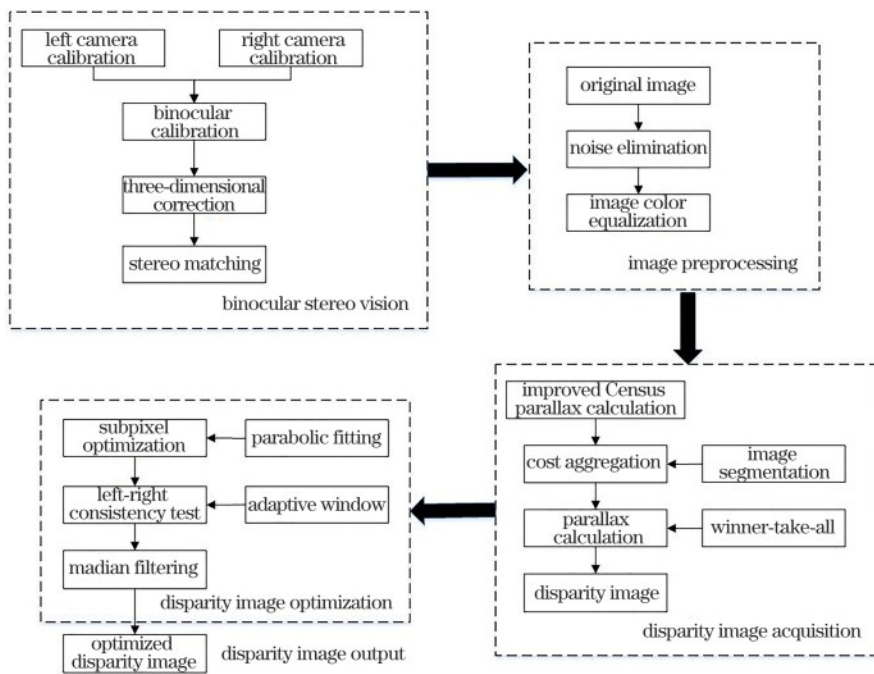 left camera
calibration
right camera
calibration
binocular
calibration
three-dimensional
correction
stereo matching
binocular stereo vision
original image
noise elimination
image color
equalization
image preprocessing
improved Census
parallax calculation
cost aggregation
image
segmentation
parallax
calculation
winner-take-all
disparity image
disparity image acquisition
subpixel
optimization
parabolic fitting
left-right
consistency test
adaptive window
madian filtering
disparity image optimization
optimized
disparity image
disparity image output